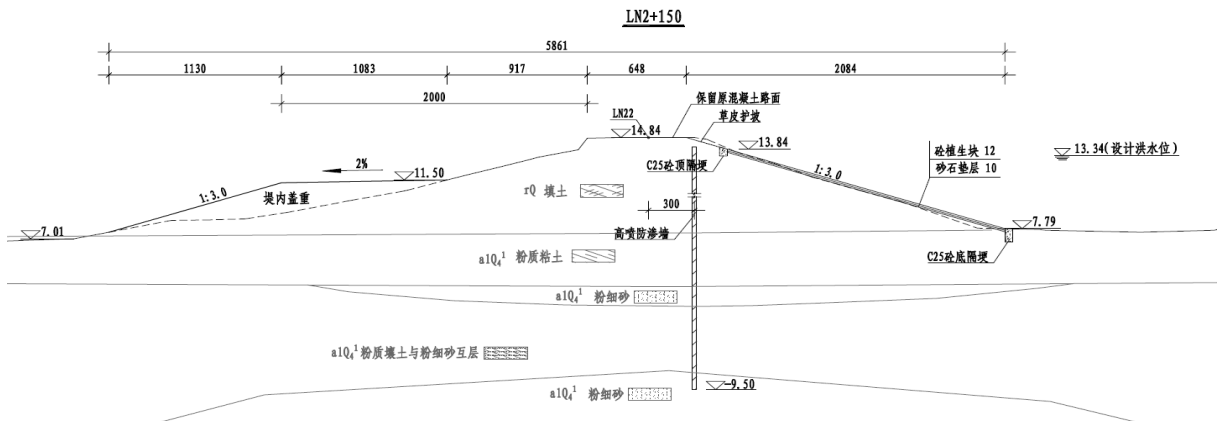 LN2+150
5861
1130 1083 917 648 2084
2000
保留原混凝土路面
草皮护坡
LN22
14.84
13.84
C25砼顶隔埂
砼植生块 12
砂石垫层 10
13.34(设计洪水位)
2%
11.50
1:3.0
堤内盖重
rQ 填土
1:3.0
300
高喷防渗墙
7.01
7.79
C25砼底隔埂
alQ₄¹ 粉质粘土
alQ₄¹ 粉细砂
alQ₄¹ 粉质壤土与粉细砂互层
alQ₄¹ 粉细砂
-9.50